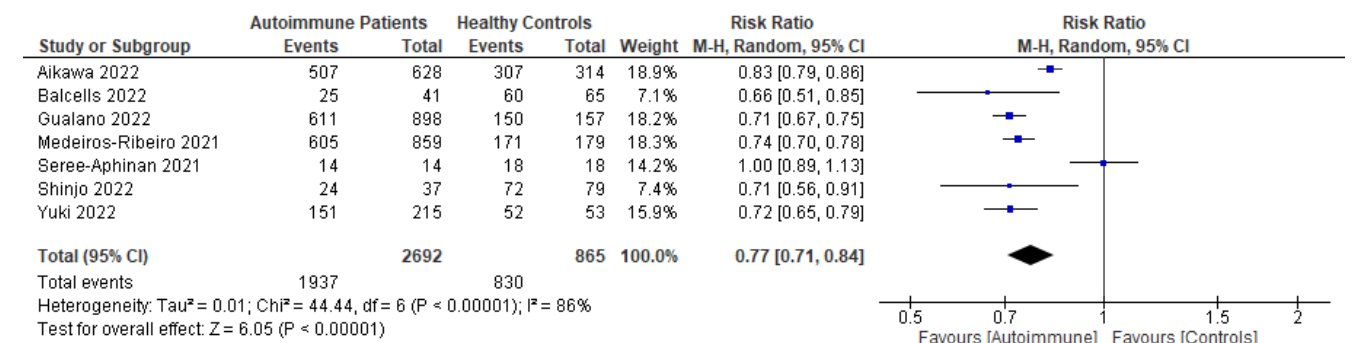 Autoimmune Patients Healthy Controls Risk Ratio Risk Ratio
Study or Subgroup Events Total Events Total Weight M-H, Random, 95% CI M-H, Random, 95% CI
Aikawa 2022 507 628 307 314 18.9% 0.83 [0.79, 0.86]
Balcells 2022 25 41 60 65 7.1% 0.66 [0.51, 0.85]
Gualano 2022 611 898 150 157 18.2% 0.71 [0.67, 0.75]
Medeiros-Ribeiro 2021 605 859 171 179 18.3% 0.74 [0.70, 0.78]
Seree-Aphinan 2021 14 14 18 18 14.2% 1.00 [0.89, 1.13]
Shinjo 2022 24 37 72 79 7.4% 0.71 [0.56, 0.91]
Yuki 2022 151 215 52 53 15.9% 0.72 [0.65, 0.79]
Total (95% CI) 2692 865 100.0% 0.77 [0.71, 0.84]
Total events 1937 830
Heterogeneity: Tau² = 0.01; Chi² = 44.44, df = 6 (P < 0.00001); I² = 86%
Test for overall effect: Z = 6.05 (P < 0.00001)
0.5 0.7 1 1.5 2
Favours [Autoimmune] Favours [Controls]